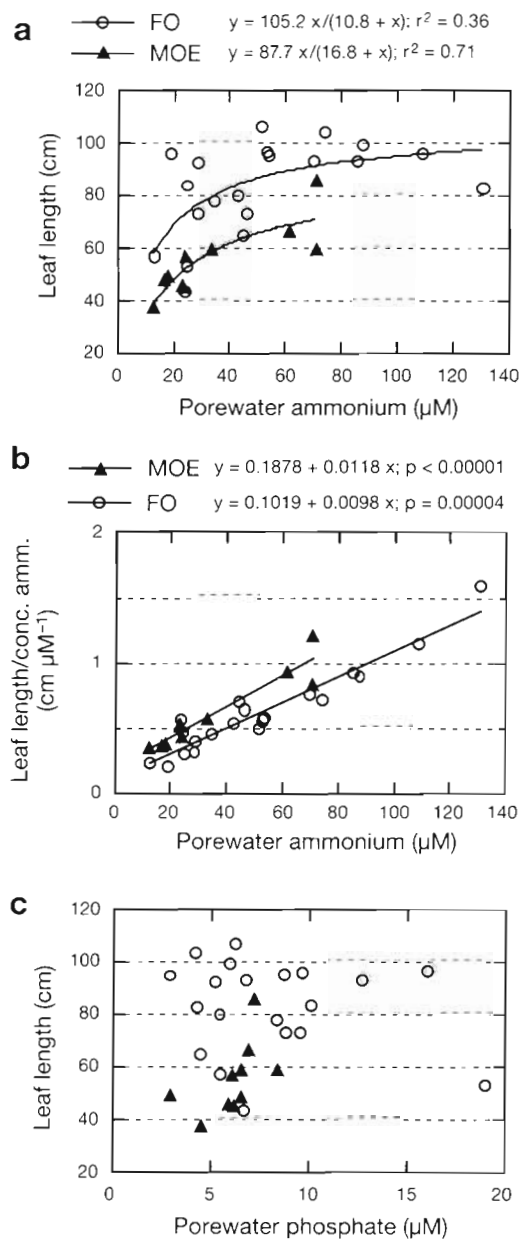 a
FO y = 105.2 x/(10.8 + x): r² = 0.36
MOE y = 87.7 x/(16.8 + x); r² = 0.71
120
100
80
60
40
20
Leaf length (cm)
0 20 40 60 80 100 120 140
Porewater ammonium (µM)
b
MOE y = 0.1878 + 0.0118 x; p < 0.00001
FO y = 0.1019 + 0.0098 x; p = 0.00004
2
1
0
Leaf length/conc. amm.
(cm µM⁻¹)
0 20 40 60 80 100 120 140
Porewater ammonium (µM)
c
120
100
80
60
40
20
Leaf length (cm)
5 10 15 20
Porewater phosphate (µM)